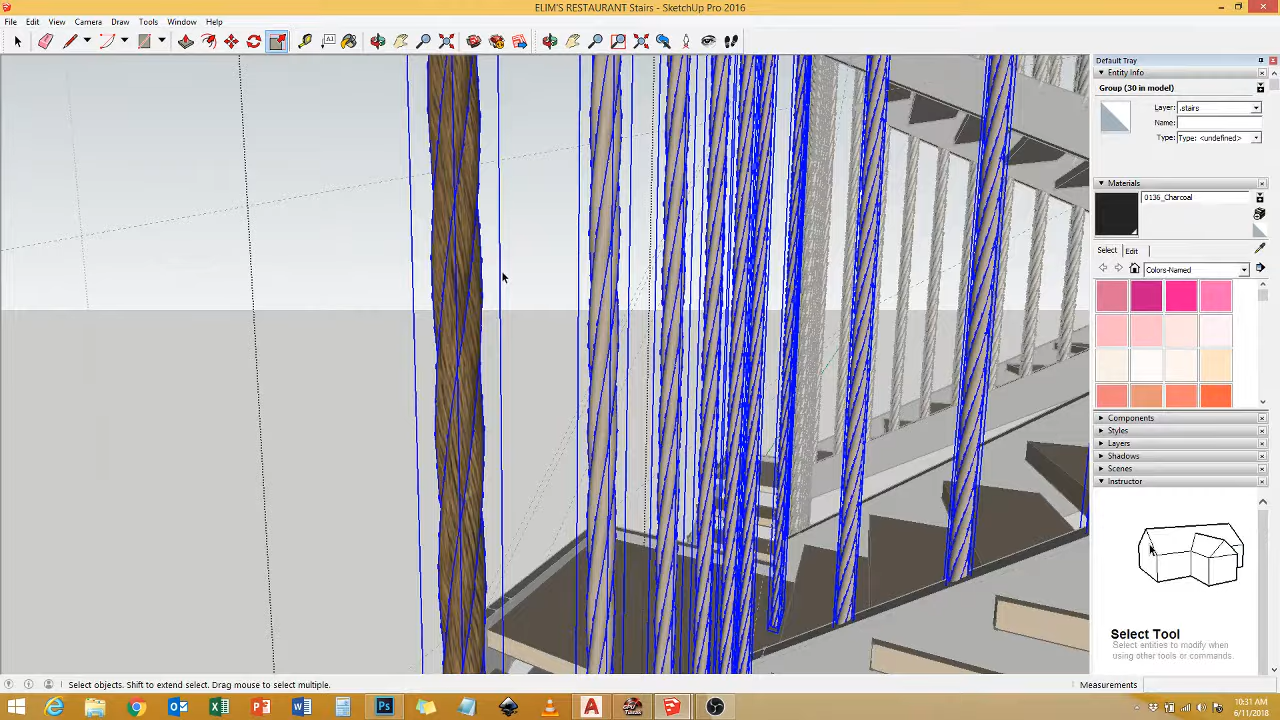 ELIM'S RESTAURANT Stairs - SketchUp Pro 2016
File Edit View Camera Draw Tools Window Help
Default Tray
Entity Info
Group (30 in model)
Layer: .stairs
Name:
Type: Type: <undefined>
Materials
0136_Charcoal
Select Edit
Colors-Named
Components
Styles
Layers
Shadows
Scenes
Instructor
Select Tool
Select entities to modify when
using other tools or commands.
Select objects. Shift to extend select. Drag mouse to select multiple.
Measurements
10:31 AM
6/11/2018